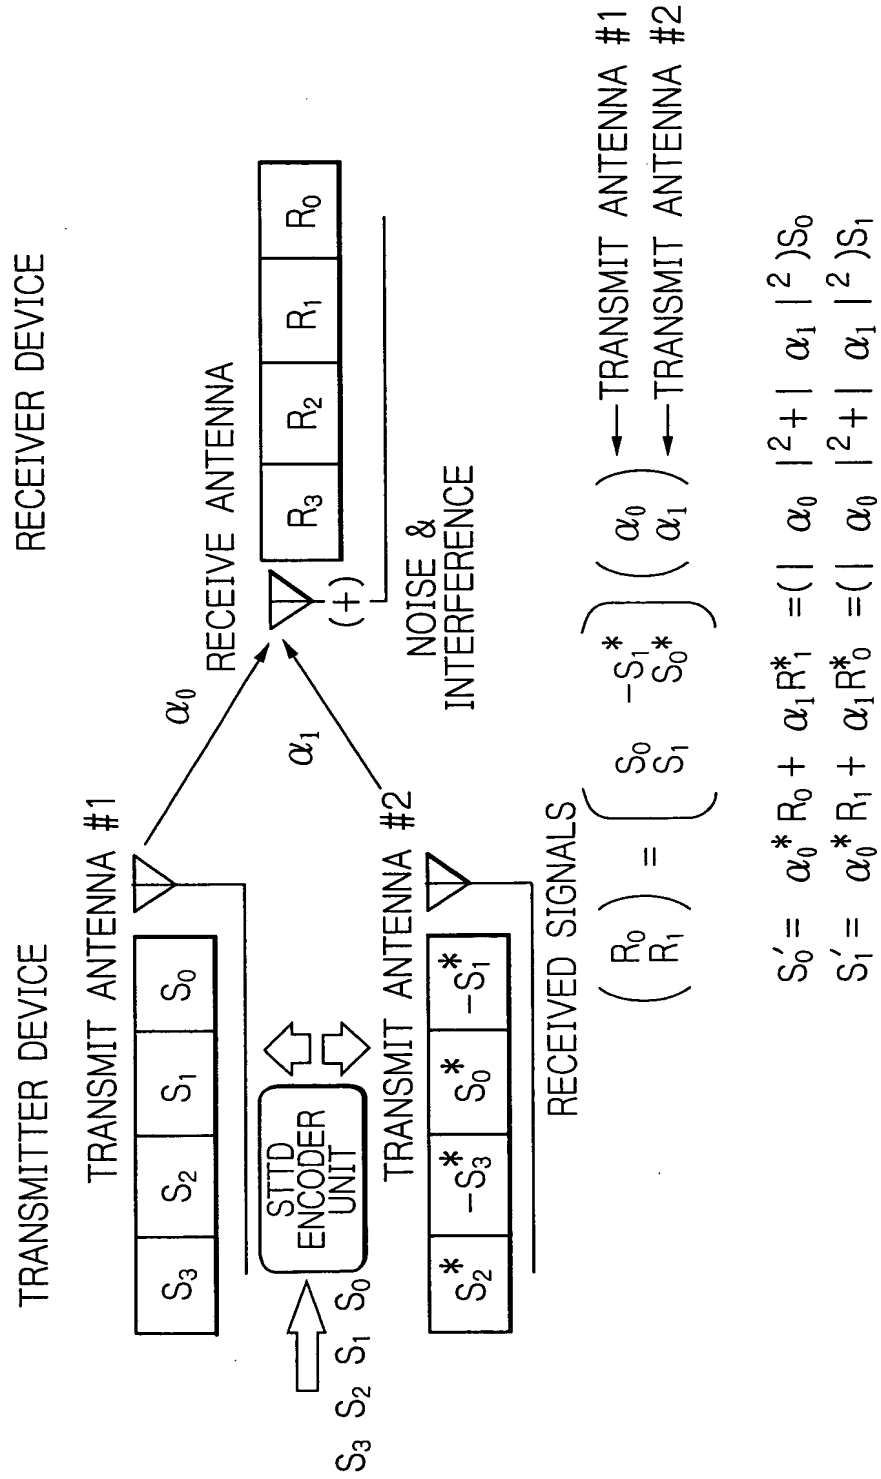 TRANSMITTER DEVICE
RECEIVER DEVICE
TRANSMIT ANTENNA #1
S3 S2 S1 S0
α0
RECEIVE ANTENNA
R3 R2 R1 R0
(+)
NOISE &
INTERFERENCE
S3 S2 S1 S0
STTD
ENCODER
UNIT
α1
TRANSMIT ANTENNA #2
S2* -S3* S0* -S1*
RECEIVED SIGNALS
(R0 R1) = (S0 -S1* S1 S0*) (α0 α1)
←TRANSMIT ANTENNA #1
←TRANSMIT ANTENNA #2
S0′= α0*R0 + α1R1* =(| α0 |²+| α1 |²)S0
S1′= α0*R1 + α1R0* =(| α0 |²+| α1 |²)S1